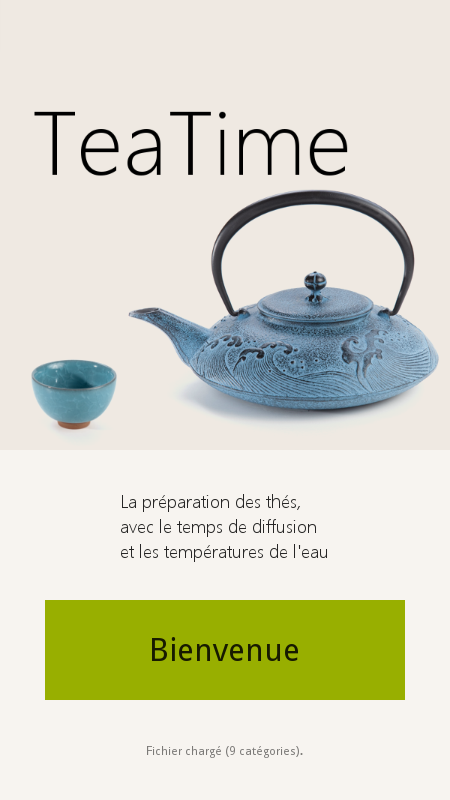 TeaTime
La préparation des thés,
avec le temps de diffusion
et les températures de l'eau
Bienvenue
Fichier chargé (9 catégories).